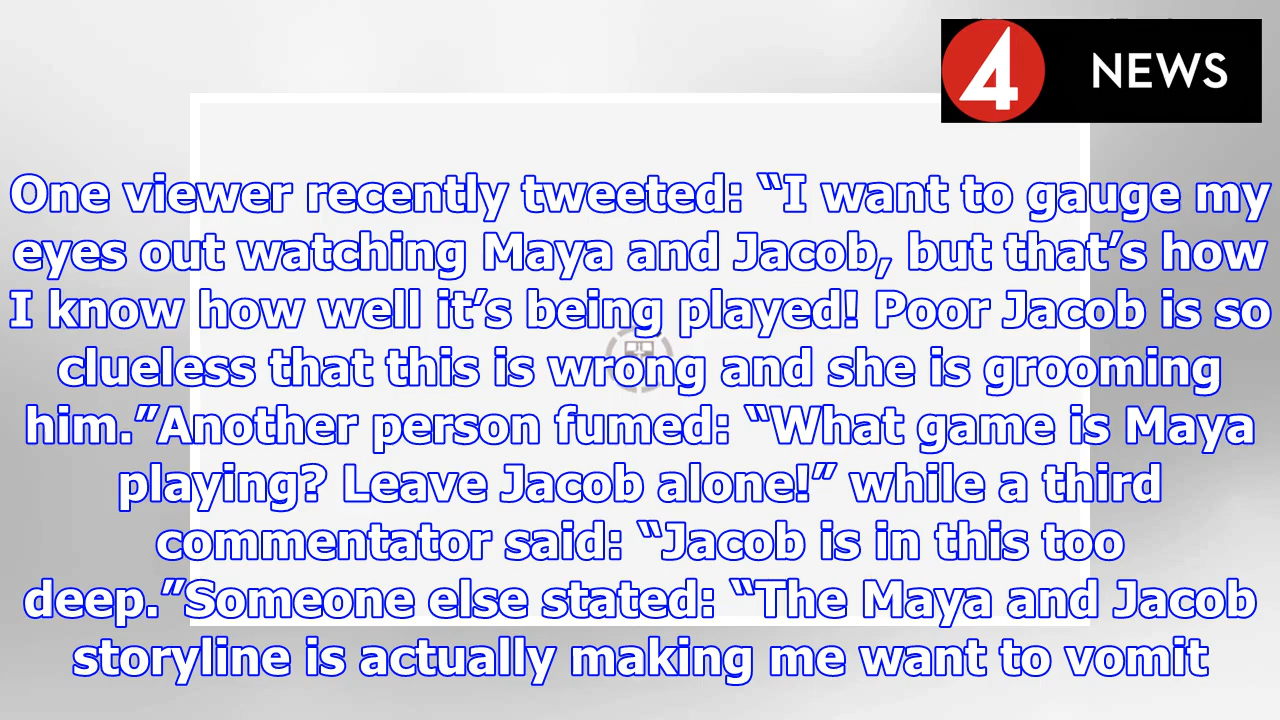 4 NEWS
One viewer recently tweeted: “I want to gauge my
eyes out watching Maya and Jacob, but that’s how
I know how well it’s being played! Poor Jacob is so
clueless that this is wrong and she is grooming
him.”Another person fumed: “What game is Maya
playing? Leave Jacob alone!” while a third
commentator said: “Jacob is in this too
deep.”Someone else stated: “The Maya and Jacob
storyline is actually making me want to vomit